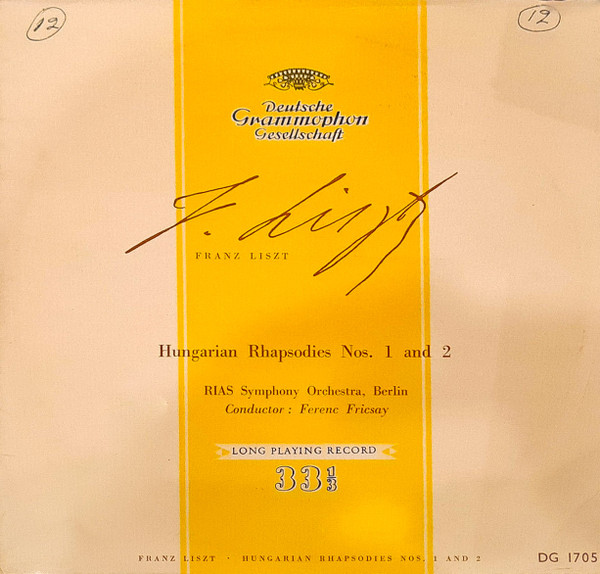 12
12
Deutsche
Grammophon
Gesellschaft
F. Liszt
FRANZ LISZT
Hungarian Rhapsodies Nos. 1 and 2
RIAS Symphony Orchestra, Berlin
Conductor : Ferenc Fricsay
LONG PLAYING RECORD
33⅓
FRANZ LISZT · HUNGARIAN RHAPSODIES NOS. 1 AND 2
DG 1705